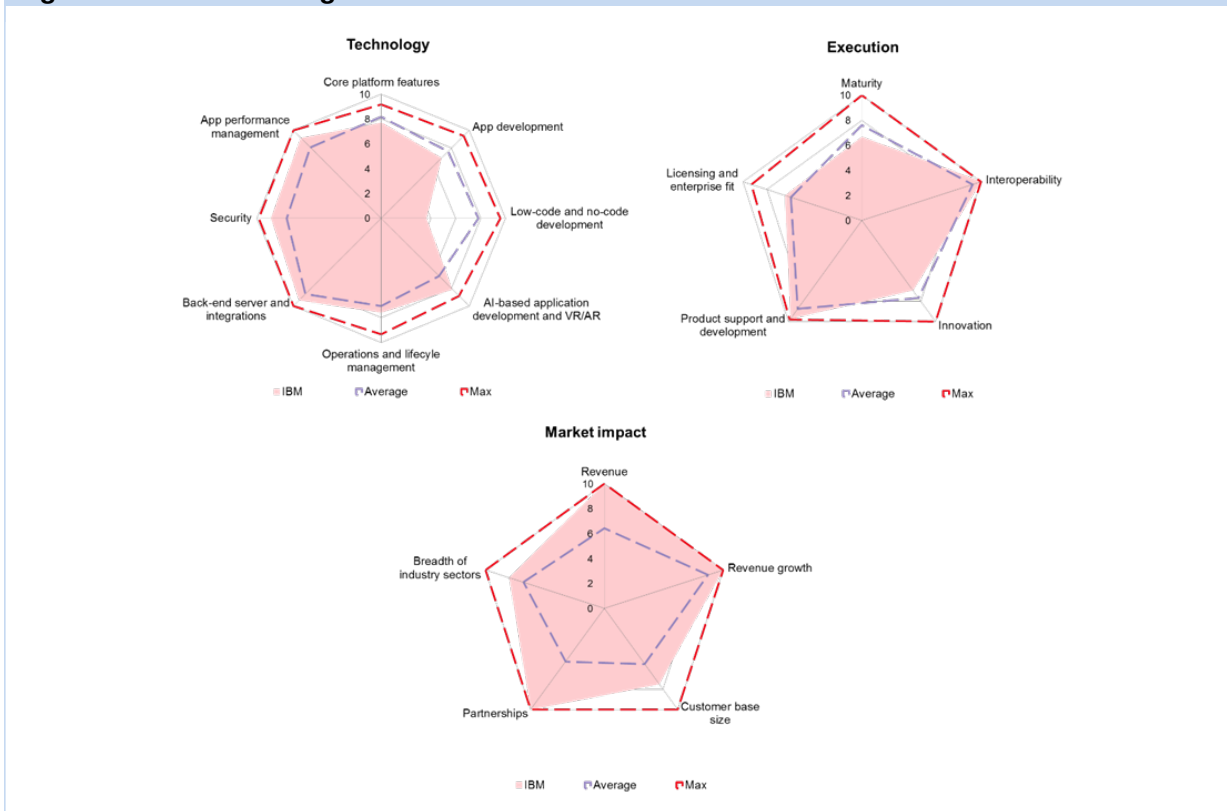 Technology
Core platform features
10
8
6
4
2
0
App performance
management
App development
Security
Low-code and no-code
development
Back-end server and
integrations
AI-based application
development and VR/AR
Operations and lifecyle
management
IBM
Average
Max
Execution
Maturity
10
8
6
4
2
0
Licensing and
enterprise fit
Interoperability
Product support and
development
Innovation
IBM
Average
Max
Market impact
Revenue
10
8
6
4
2
0
Breadth of
industry sectors
Revenue growth
Partnerships
Customer base
size
IBM
Average
Max